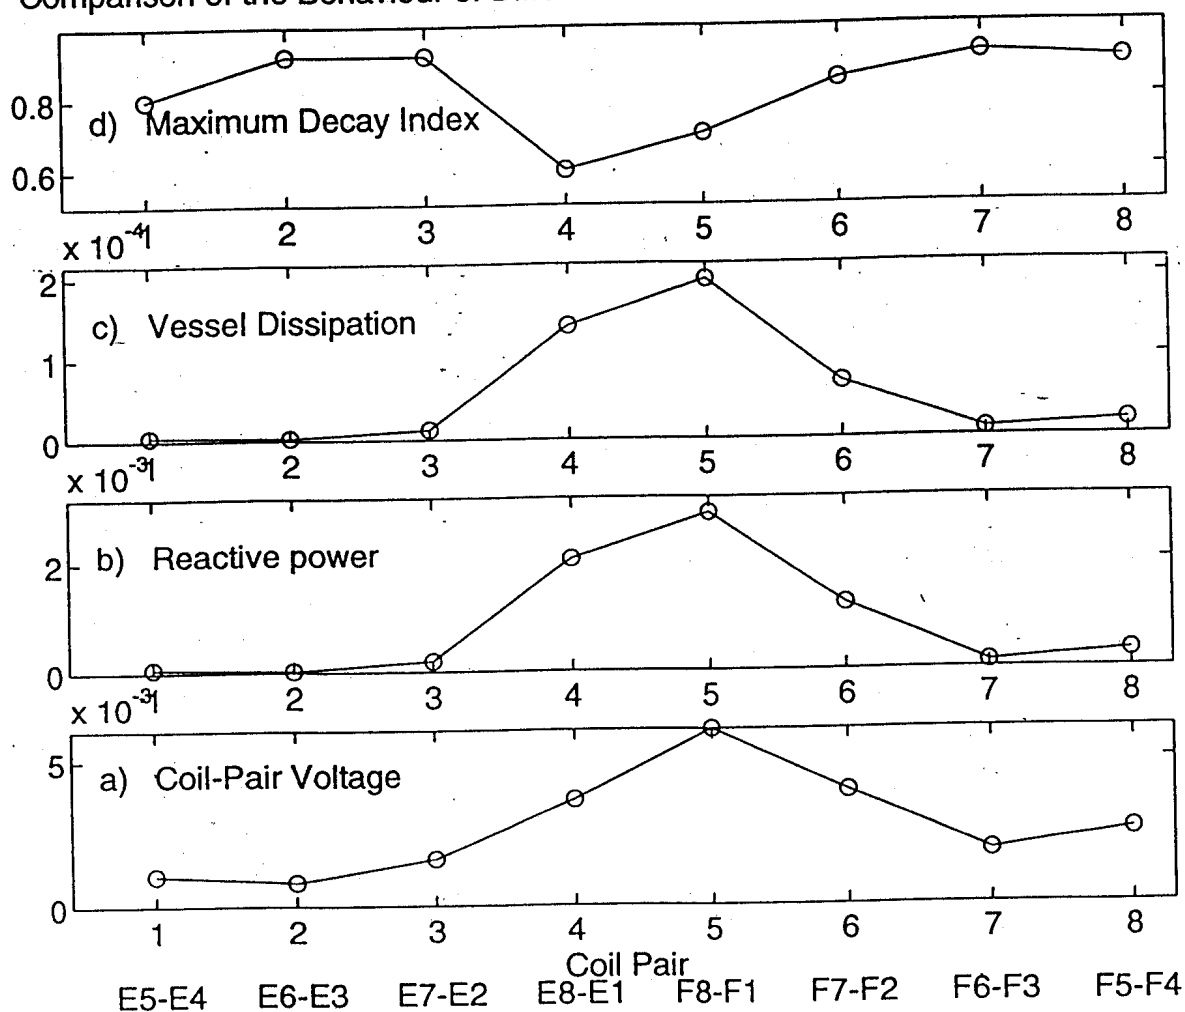 Comparison of the Behaviour of
0.8
0.6
d) Maximum Decay Index
1 2 3 4 5 6 7 8
x 10-4
2
1
0
c) Vessel Dissipation
1 2 3 4 5 6 7 8
x 10-3
2
0
b) Reactive power
1 2 3 4 5 6 7 8
x 10-3
5
0
a) Coil-Pair Voltage
1 2 3 4 5 6 7 8
Coil Pair
E5-E4 E6-E3 E7-E2 E8-E1 F8-F1 F7-F2 F6-F3 F5-F4